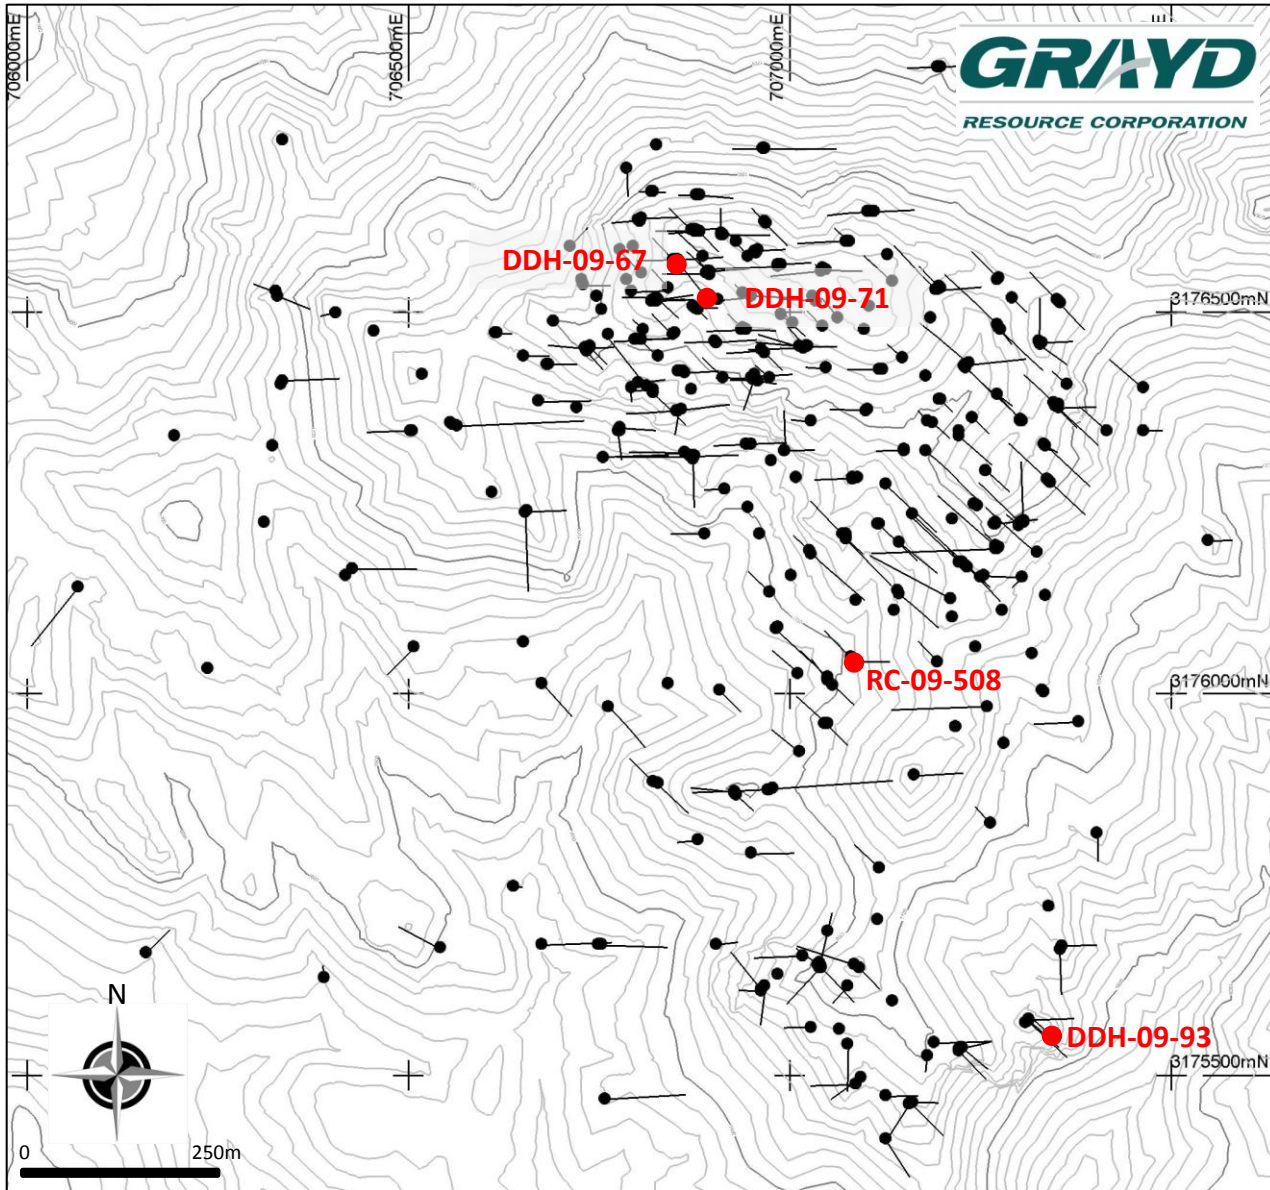 706000mE
706500mE
707000mE
GRAYD
RESOURCE CORPORATION
DDH-09-67
DDH-09-71
3176500mN
RC-09-508
3176000mN
DDH-09-93
3175500mN
N
0 250m